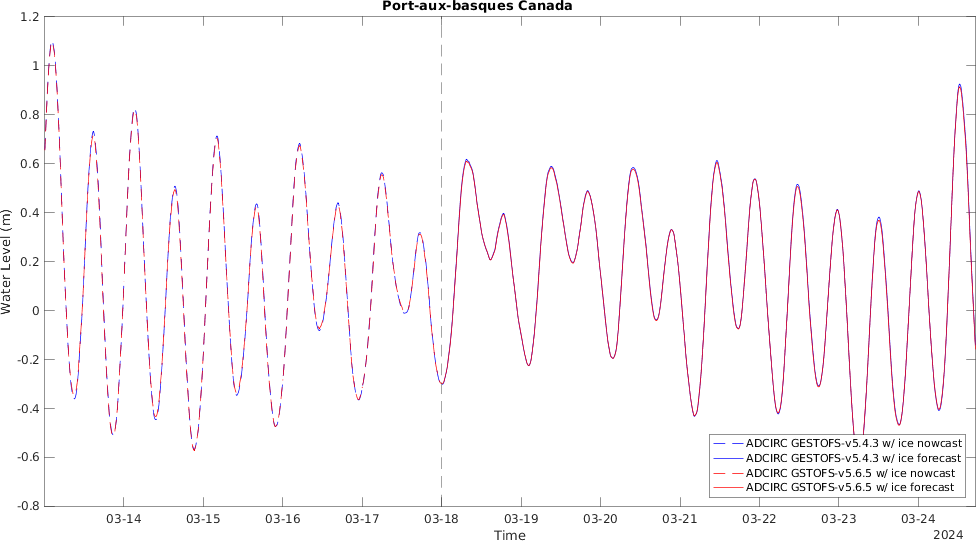 Port-aux-basques Canada
1.2
1
0.8
0.6
0.4
0.2
0
-0.2
-0.4
-0.6
-0.8
Water Level (m)
ADCIRC GESTOFS-v5.4.3 w/ ice nowcast
ADCIRC GESTOFS-v5.4.3 w/ ice forecast
ADCIRC GSTOFS-v5.6.5 w/ ice nowcast
ADCIRC GSTOFS-v5.6.5 w/ ice forecast
03-14 03-15 03-16 03-17 03-18 03-19 03-20 03-21 03-22 03-23 03-24
Time
2024